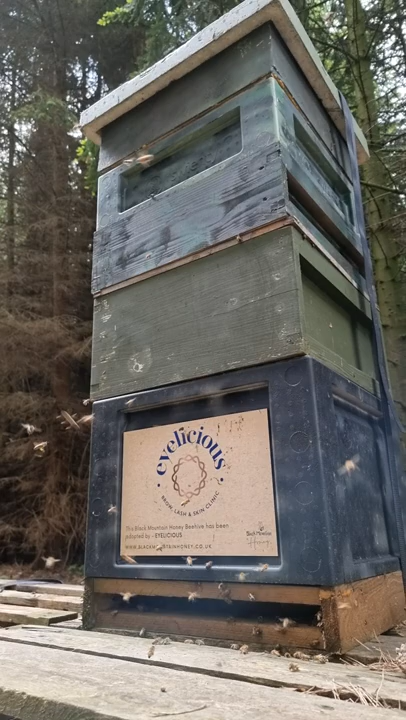 eyelicious
BROW, LASH & SKIN CLINIC
This Black Mountain Honey Beehive has been
adopted by - EYELICIOUS